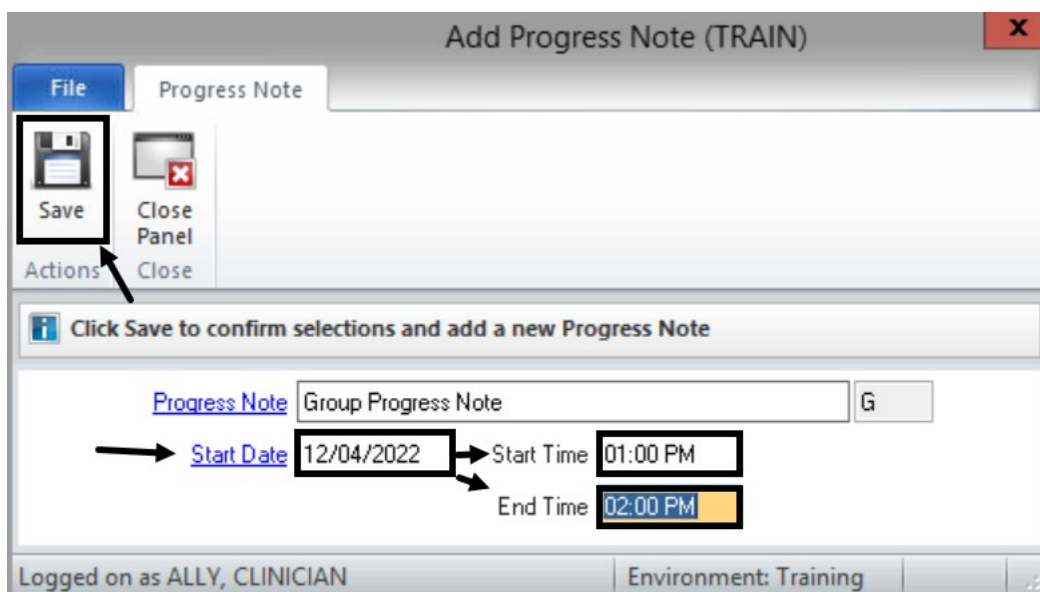 Add Progress Note (TRAIN)
x
File Progress Note
Save Close Panel
Actions Close
Click Save to confirm selections and add a new Progress Note
Progress Note Group Progress Note G
Start Date 12/04/2022 Start Time 01:00 PM
End Time 02:00 PM
Logged on as ALLY, CLINICIAN Environment: Training